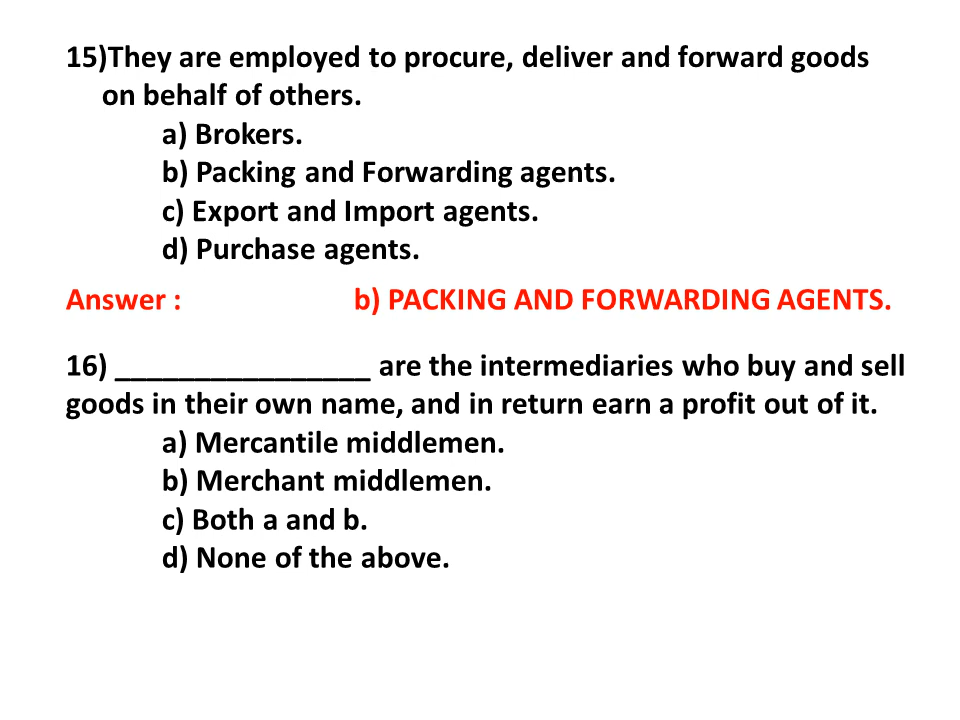 15)They are employed to procure, deliver and forward goods
on behalf of others.
a) Brokers.
b) Packing and Forwarding agents.
c) Export and Import agents.
d) Purchase agents.
Answer : b) PACKING AND FORWARDING AGENTS.
16) _________________ are the intermediaries who buy and sell
goods in their own name, and in return earn a profit out of it.
a) Mercantile middlemen.
b) Merchant middlemen.
c) Both a and b.
d) None of the above.